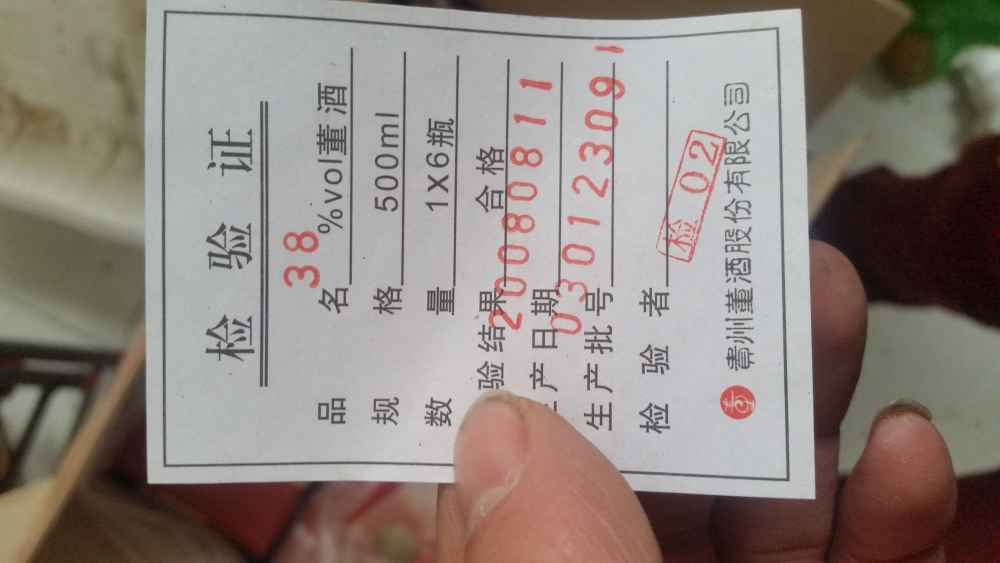 检验证
品名 38%vol董酒
规格 500ml
数量 1X6瓶
验结果 合格
产日期 20080811
生产批号 030123091
检验者 检 02
贵州董酒股份有限公司